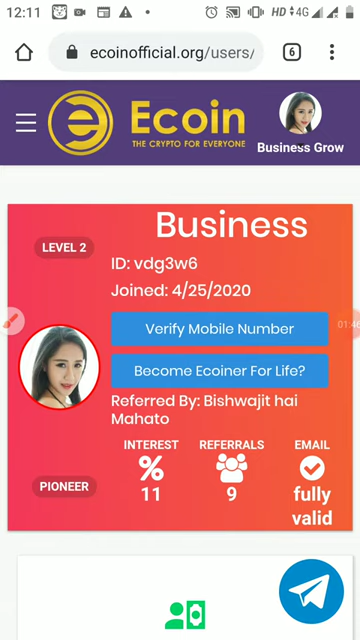 12:11
HD 4G
ecoinofficial.org/users/
6
Ecoin
THE CRYPTO FOR EVERYONE
Business Grow
Business
LEVEL 2
ID: vdg3w6
Joined: 4/25/2020
Verify Mobile Number
01:46
Become Ecoiner For Life?
Referred By: Bishwajit hai
Mahato
INTEREST REFERRALS EMAIL
%
PIONEER
11 9 fully
valid